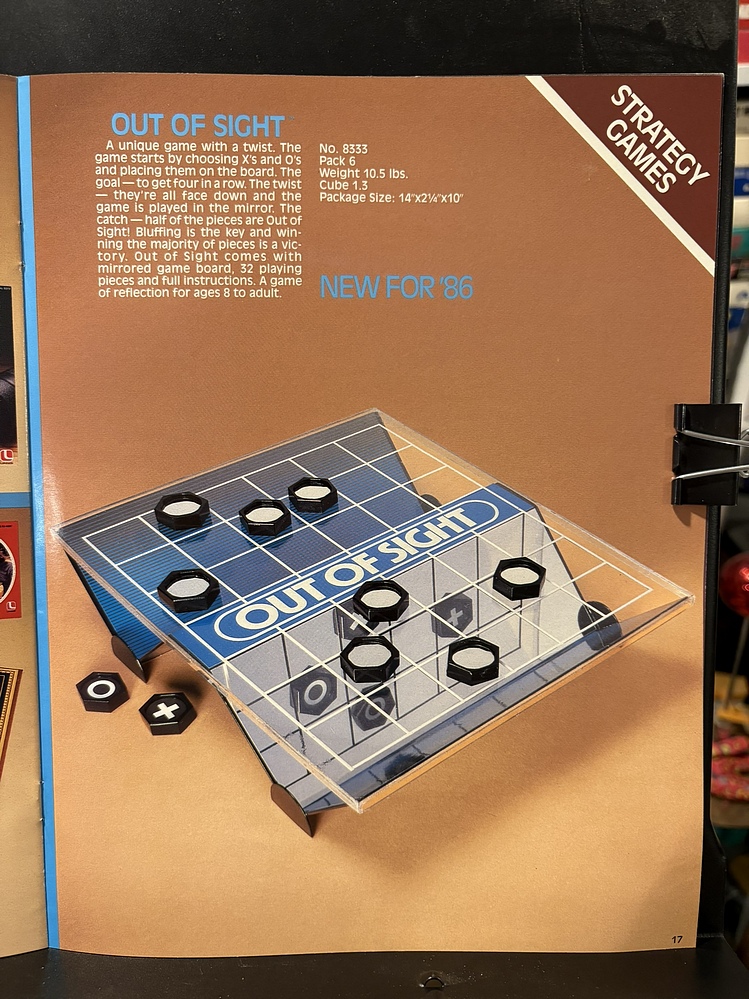 OUT OF SIGHT
A unique game with a twist. The
game starts by choosing X's and O's
and placing them on the board. The
goal — to get four in a row. The twist
— they're all face down and the
game is played in the mirror. The
catch — half of the pieces are Out of
Sight! Bluffing is the key and win-
ning the majority of pieces is a vic-
tory. Out of Sight comes with
mirrored game board, 32 playing
pieces and full instructions. A game
of reflection for ages 8 to adult.
No. 8333
Pack 6
Weight 10.5 lbs.
Cube 1.3
Package Size: 14"x2¼"x10"
NEW FOR '86
STRATEGY
GAMES
OUT OF SIGHT
17